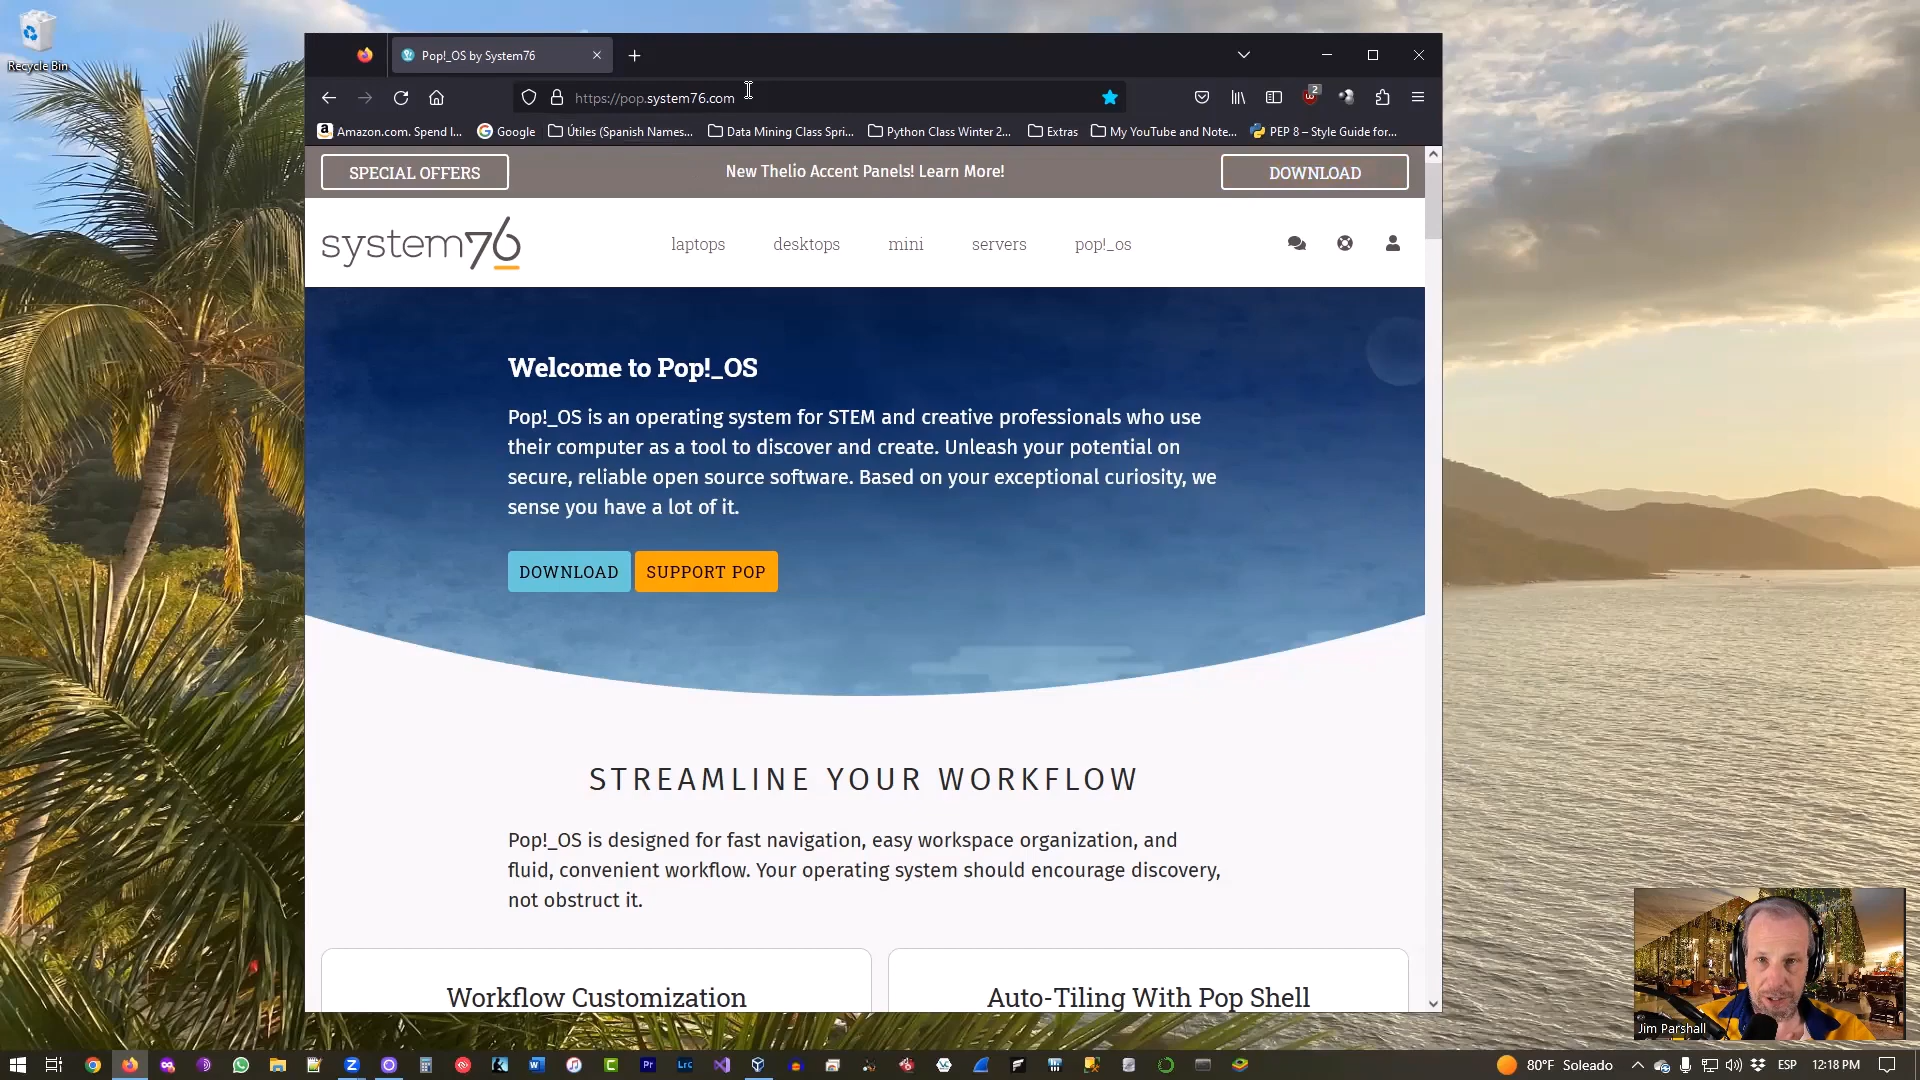 Recycle Bin
Pop!_OS by System76
https://pop.system76.com
2
Amazon.com. Spend l...
Google
Útiles (Spanish Names...
Data Mining Class Spri...
Python Class Winter 2...
Extras
My YouTube and Note...
PEP 8 – Style Guide for...
SPECIAL OFFERS
New Thelio Accent Panels! Learn More!
DOWNLOAD
system76
laptops
desktops
mini
servers
pop!_os
Welcome to Pop!_OS
Pop!_OS is an operating system for STEM and creative professionals who use
their computer as a tool to discover and create. Unleash your potential on
secure, reliable open source software. Based on your exceptional curiosity, we
sense you have a lot of it.
DOWNLOAD
SUPPORT POP
STREAMLINE YOUR WORKFLOW
Pop!_OS is designed for fast navigation, easy workspace organization, and
fluid, convenient workflow. Your operating system should encourage discovery,
not obstruct it.
Workflow Customization
Auto-Tiling With Pop Shell
Jim Parshall
80°F Soleado
ESP
12:18 PM